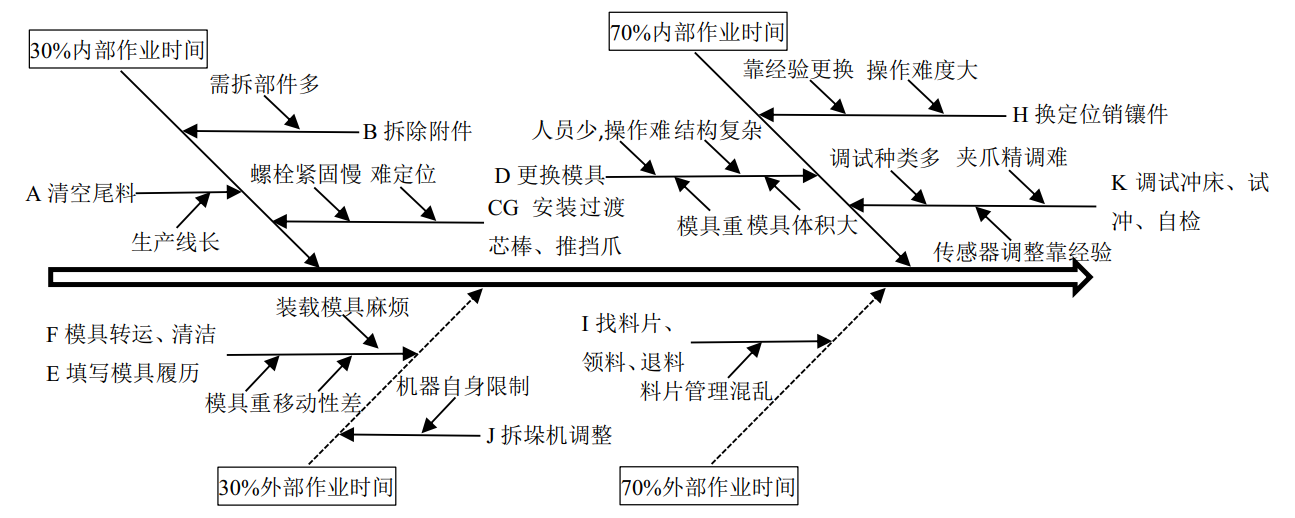 30%内部作业时间
70%内部作业时间
需拆部件多
B 拆除附件
螺栓紧固慢
难定位
A 清空尾料
生产线长
CG 安装过渡
芯棒、推挡爪
靠经验更换
操作难度大
H 换定位销镶件
人员少,操作难
结构复杂
D 更换模具
模具重
模具体积大
调试种类多
夹爪精调难
K 调试冲床、试
冲、自检
传感器调整靠经验
装载模具麻烦
F 模具转运、清洁
E 填写模具履历
模具重
移动性差
机器自身限制
J 拆垛机调整
I 找料片、
领料、退料
料片管理混乱
30%外部作业时间
70%外部作业时间